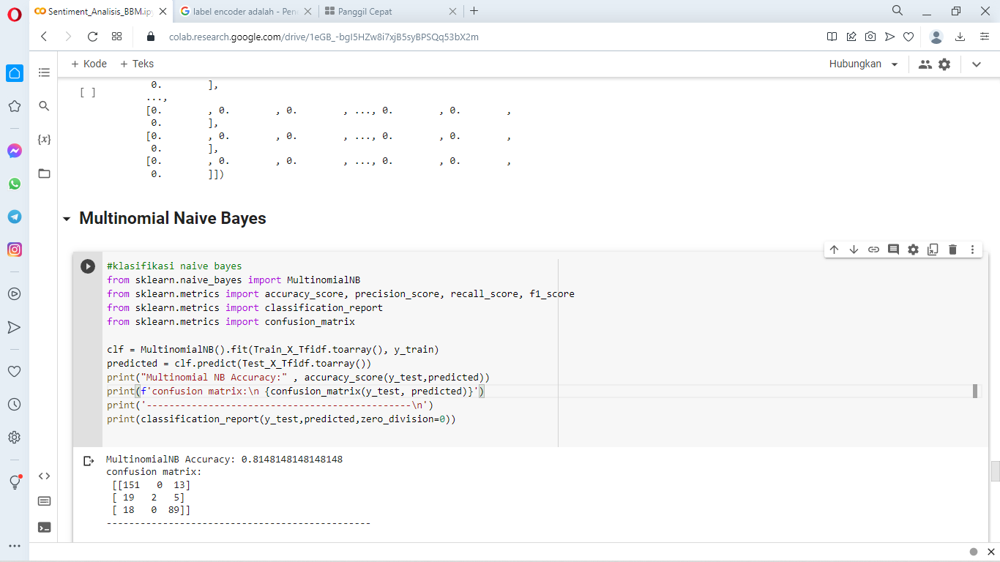 Sentiment_Analisis_BBM.ip
label encoder adalah - Pen
Panggil Cepat
colab.research.google.com/drive/1eGB_-bgI5HZw8i7xjB5syBPSQq53bX2m
+ Kode + Teks
Hubungkan
0. ],
[ ]
...,
[0. , 0. , 0. , ..., 0. , 0. ,
0. ],
[0. , 0. , 0. , ..., 0. , 0. ,
0. ],
[0. , 0. , 0. , ..., 0. , 0. ,
0. ]])
{x}
Multinomial Naive Bayes
#klasifikasi naive bayes
from sklearn.naive_bayes import MultinomialNB
from sklearn.metrics import accuracy_score, precision_score, recall_score, f1_score
from sklearn.metrics import classification_report
from sklearn.metrics import confusion_matrix
clf = MultinomialNB().fit(Train_X_Tfidf.toarray(), y_train)
predicted = clf.predict(Test_X_Tfidf.toarray())
print("Multinomial NB Accuracy:" , accuracy_score(y_test,predicted))
print(f'confusion matrix:\n {confusion_matrix(y_test, predicted)}')
print('-----------------------------------------------\n')
print(classification_report(y_test,predicted,zero_division=0))
MultinomialNB Accuracy: 0.8148148148148148
confusion matrix:
[[151 0 13]
[ 19 2 5]
[ 18 0 89]]
-----------------------------------------------